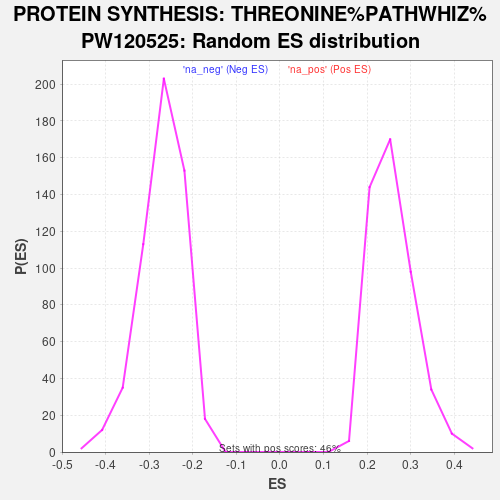 PROTEIN SYNTHESIS: THREONINE%PATHWHIZ%
PW120525: Random ES distribution
'na_neg' (Neg ES) 'na_pos' (Pos ES)
200
180
160
140
120
100
80
60
40
20
0
P(ES)
Sets with pos scores: 46%
-0.5 -0.4 -0.3 -0.2 -0.1 0.0 0.1 0.2 0.3 0.4
ES